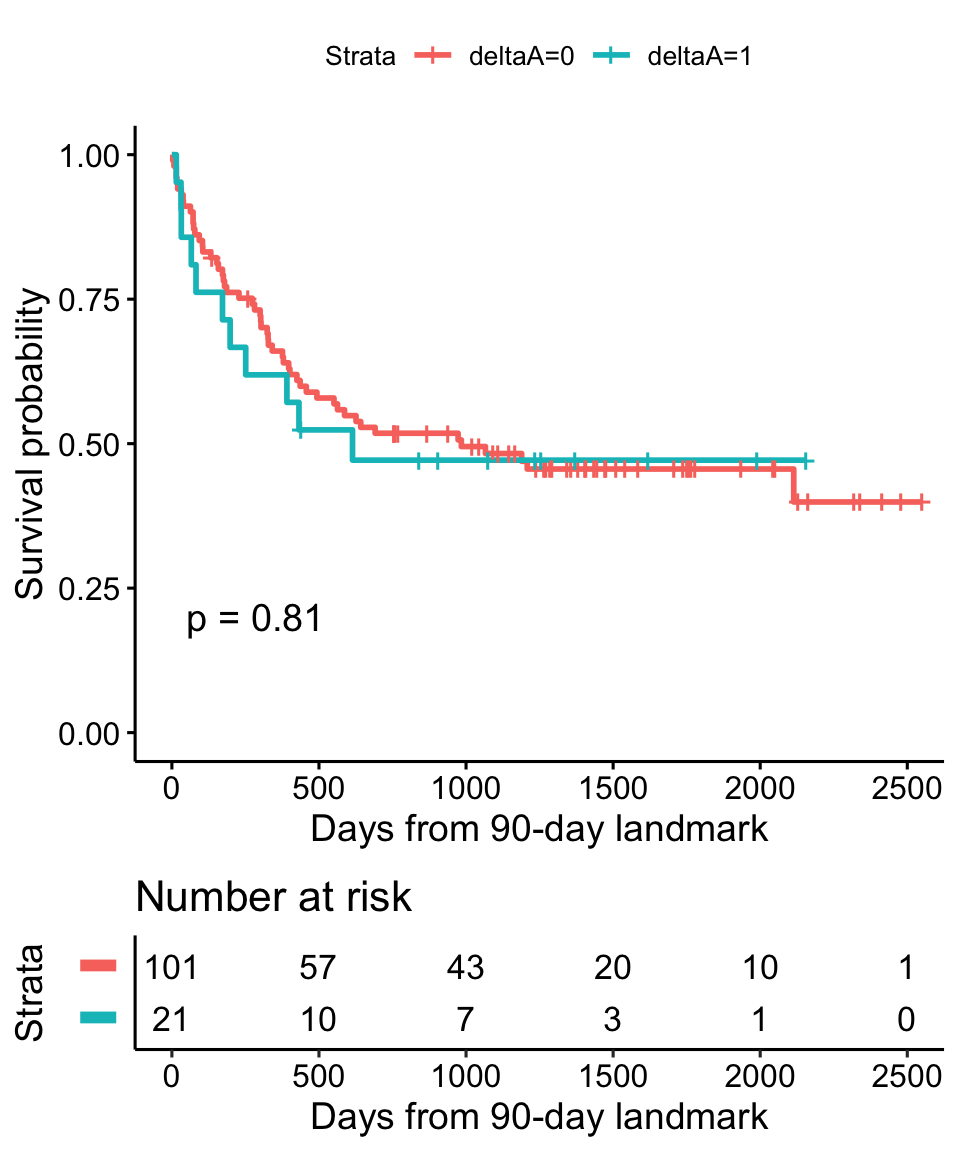 Strata deltaA=0 deltaA=1
Survival probability
1.00
0.75
0.50
0.25
0.00
p = 0.81
0 500 1000 1500 2000 2500
Days from 90-day landmark
Number at risk
Strata
101 57 43 20 10 1
21 10 7 3 1 0
0 500 1000 1500 2000 2500
Days from 90-day landmark